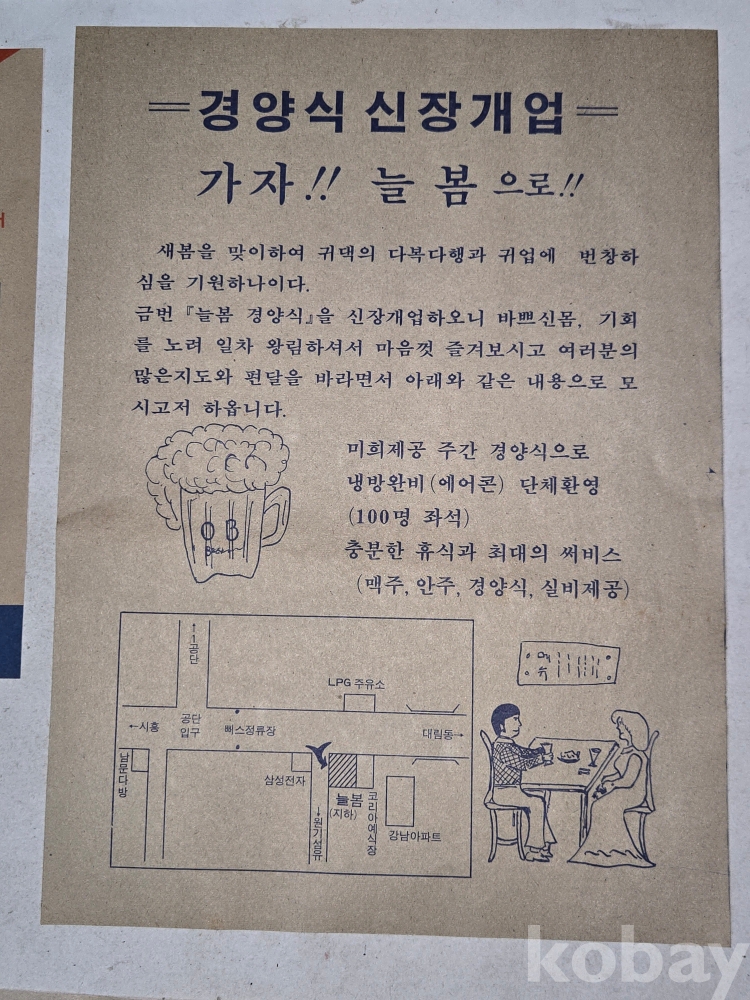 경양식 신장개업
가자!! 늘봄으로!!
새봄을 맞이하여 귀댁의 다복다행과 귀업에 번창하
심을 기원하나이다.
금번 『늘봄 경양식』을 신장개업하오니 바쁘신몸, 기회
를 노려 일차 왕림하셔서 마음껏 즐겨보시고 여러분의
많은지도와 편달을 바라면서 아래와 같은 내용으로 모
시고저 하옵니다.
미희제공 주간 경양식으로
냉방완비(에어콘) 단체환영
(100명 좌석)
충분한 휴식과 최대의 써비스
(맥주, 안주, 경양식, 실비제공)
OB
↑1공단
LPG 주유소
←시흥
공단
입구
뻐스정류장
대림동→
남문다방
삼성전자
늘봄
(지하)
코리아예식장
↓원기섬유
강남아파트
메뉴
kobay